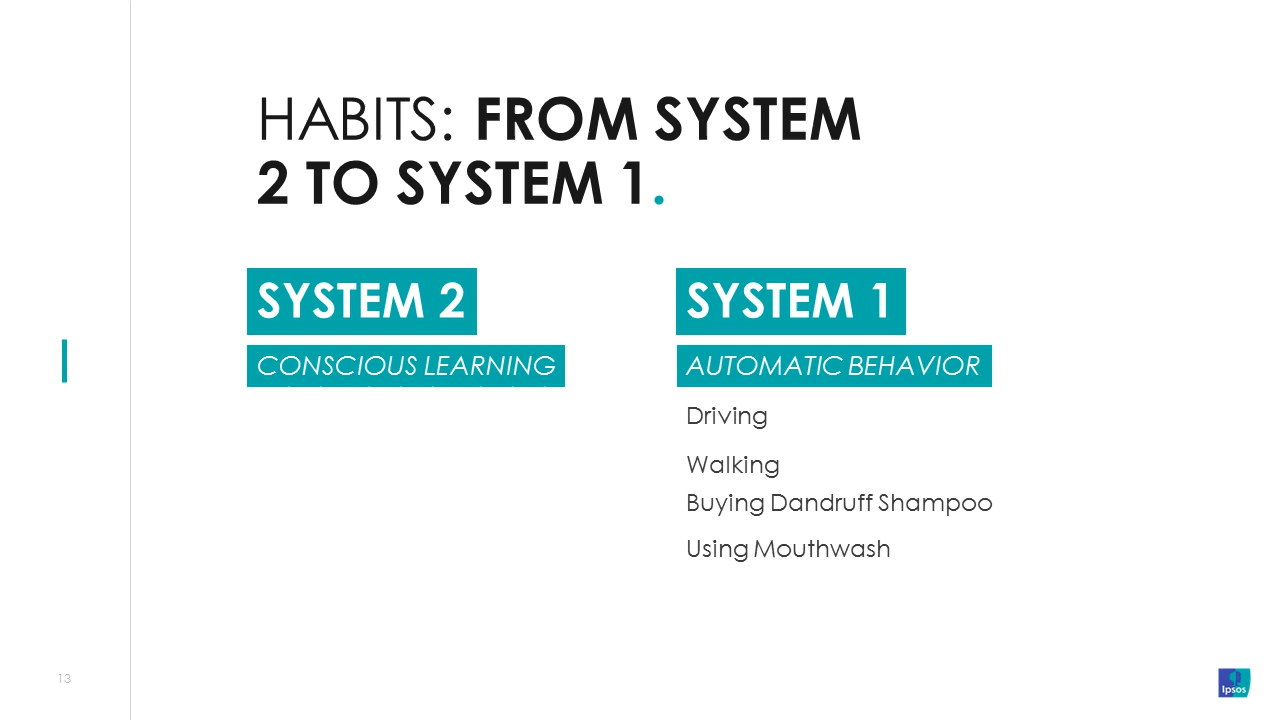 HABITS: FROM SYSTEM
2 TO SYSTEM 1.
SYSTEM 2
CONSCIOUS LEARNING
SYSTEM 1
AUTOMATIC BEHAVIOR
Driving
Walking
Buying Dandruff Shampoo
Using Mouthwash
13
Ipsos